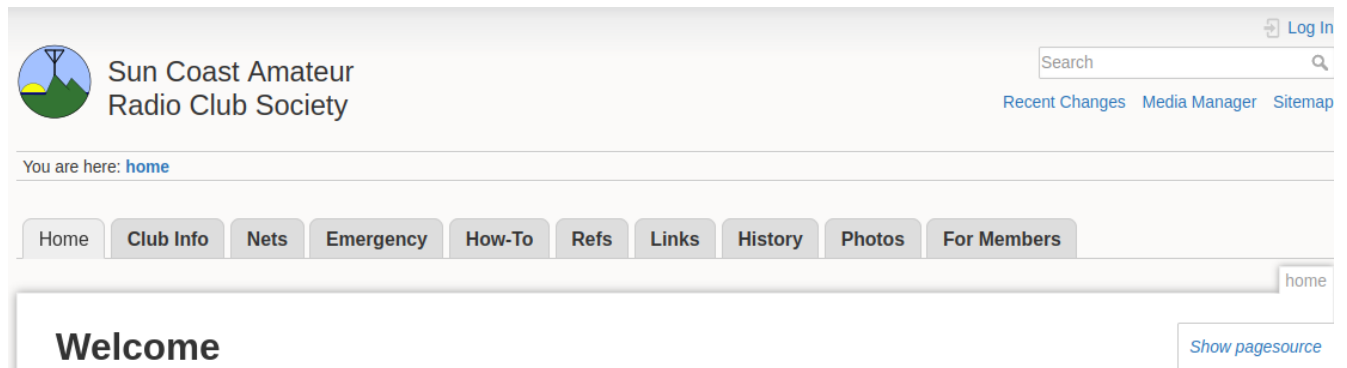 Log In
Sun Coast Amateur
Radio Club Society
Search
Recent Changes Media Manager Sitemap
You are here: home
Home Club Info Nets Emergency How-To Refs Links History Photos For Members
home
Welcome
Show pagesource